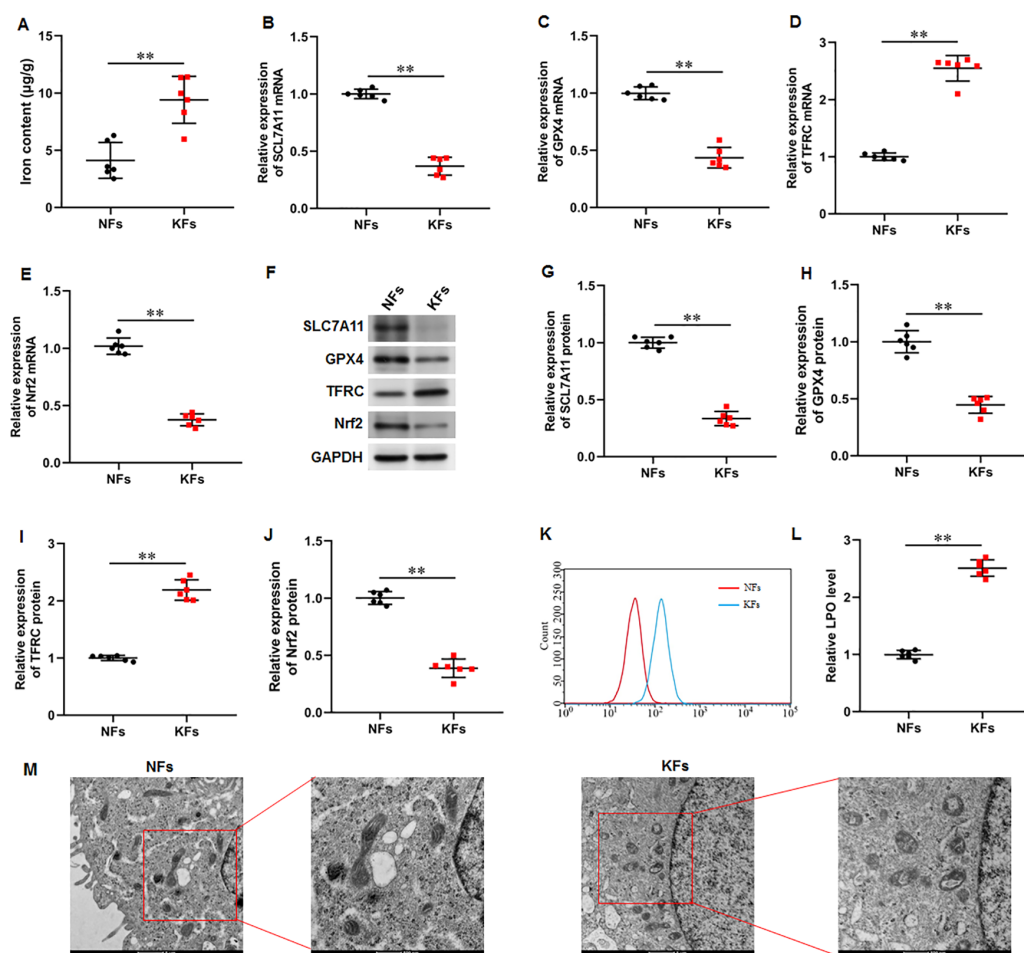 A
Iron content (μg/g)
15
10
5
0
NFs
KFs
**
B
Relative expression
of SCL7A11 mRNA
1.5
1.0
0.5
0.0
NFs
KFs
**
C
Relative expression
of GPX4 mRNA
1.5
1.0
0.5
0.0
NFs
KFs
**
D
Relative expression
of TFRC mRNA
3
2
1
0
NFs
KFs
**
E
Relative expression
of Nrf2 mRNA
1.5
1.0
0.5
0.0
NFs
KFs
**
F
NFs
KFs
SLC7A11
GPX4
TFRC
Nrf2
GAPDH
G
Relative expression
of SCL7A11 protein
1.5
1.0
0.5
0.0
NFs
KFs
**
H
Relative expression
of GPX4 protein
1.5
1.0
0.5
0.0
NFs
KFs
**
I
Relative expression
of TFRC protein
3
2
1
0
NFs
KFs
**
J
Relative expression
of Nrf2 protein
1.5
1.0
0.5
0.0
NFs
KFs
**
K
Count
300
250
200
150
100
50
0
10⁰
10¹
10²
10³
10⁴
10⁵
NFs
KFs
L
Relative LPO level
3.0
2.0
1.0
0.0
NFs
KFs
**
M
NFs
KFs